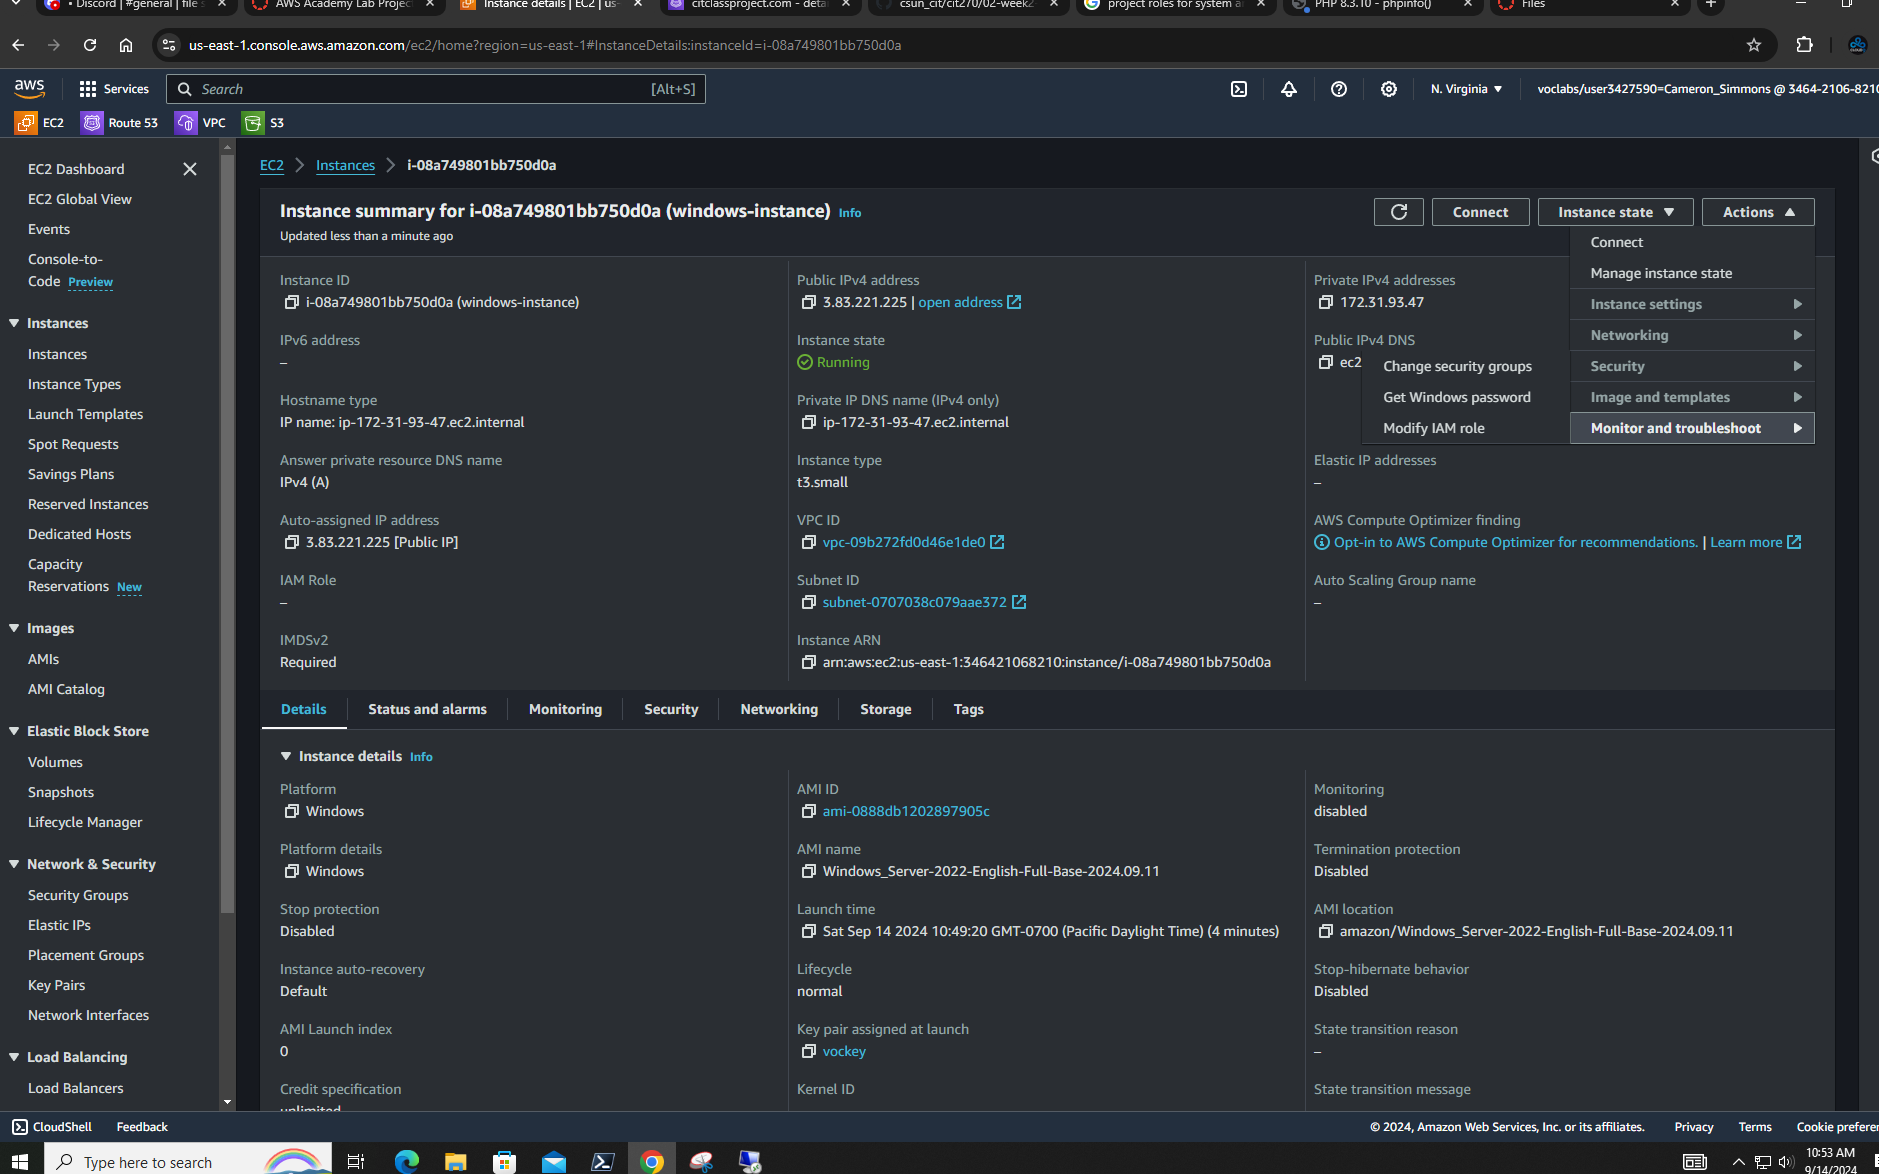 • Discord | #general | file s
AWS Academy Lab Project
Instance details | EC2 | us-
citclassproject.com - detai
csun_cit/cit270/02-week2
project roles for system a
PHP 8.3.10 - phpinfo()
Files
us-east-1.console.aws.amazon.com/ec2/home?region=us-east-1#InstanceDetails:instanceId=i-08a749801bb750d0a
aws
Services
Search
[Alt+S]
N. Virginia
voclabs/user3427590=Cameron_Simmons @ 3464-2106-8210
EC2
Route 53
VPC
S3
EC2 Dashboard
EC2 Global View
Events
Console-to-
Code Preview
Instances
Instances
Instance Types
Launch Templates
Spot Requests
Savings Plans
Reserved Instances
Dedicated Hosts
Capacity
Reservations New
Images
AMIs
AMI Catalog
Elastic Block Store
Volumes
Snapshots
Lifecycle Manager
Network & Security
Security Groups
Elastic IPs
Placement Groups
Key Pairs
Network Interfaces
Load Balancing
Load Balancers
EC2 > Instances > i-08a749801bb750d0a
Instance summary for i-08a749801bb750d0a (windows-instance) Info
Updated less than a minute ago
Connect
Instance state
Actions
Connect
Manage instance state
Instance settings
Networking
Security
Image and templates
Monitor and troubleshoot
Change security groups
Get Windows password
Modify IAM role
Instance ID
i-08a749801bb750d0a (windows-instance)
IPv6 address
–
Hostname type
IP name: ip-172-31-93-47.ec2.internal
Answer private resource DNS name
IPv4 (A)
Auto-assigned IP address
3.83.221.225 [Public IP]
IAM Role
–
IMDSv2
Required
Public IPv4 address
3.83.221.225 | open address
Instance state
Running
Private IP DNS name (IPv4 only)
ip-172-31-93-47.ec2.internal
Instance type
t3.small
VPC ID
vpc-09b272fd0d46e1de0
Subnet ID
subnet-0707038c079aae372
Instance ARN
arn:aws:ec2:us-east-1:346421068210:instance/i-08a749801bb750d0a
Private IPv4 addresses
172.31.93.47
Public IPv4 DNS
ec2
Elastic IP addresses
–
AWS Compute Optimizer finding
Opt-in to AWS Compute Optimizer for recommendations. | Learn more
Auto Scaling Group name
–
Details
Status and alarms
Monitoring
Security
Networking
Storage
Tags
Instance details Info
Platform
Windows
Platform details
Windows
Stop protection
Disabled
Instance auto-recovery
Default
AMI Launch index
0
Credit specification
unlimited
AMI ID
ami-0888db1202897905c
AMI name
Windows_Server-2022-English-Full-Base-2024.09.11
Launch time
Sat Sep 14 2024 10:49:20 GMT-0700 (Pacific Daylight Time) (4 minutes)
Lifecycle
normal
Key pair assigned at launch
vockey
Kernel ID
Monitoring
disabled
Termination protection
Disabled
AMI location
amazon/Windows_Server-2022-English-Full-Base-2024.09.11
Stop-hibernate behavior
Disabled
State transition reason
–
State transition message
CloudShell
Feedback
© 2024, Amazon Web Services, Inc. or its affiliates.
Privacy
Terms
Cookie prefere
Type here to search
10:53 AM
9/14/2024